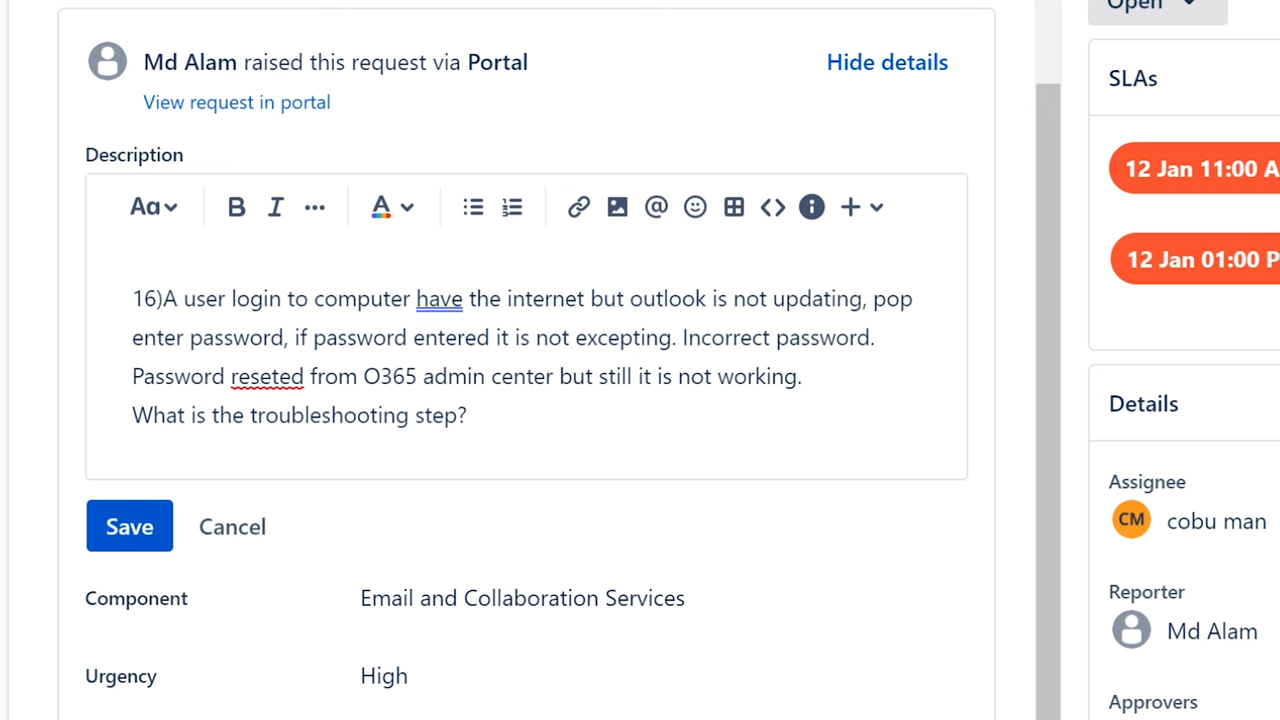 Open
Md Alam raised this request via Portal
Hide details
View request in portal
Description
Aa
B I ... A @ +
16)A user login to computer have the internet but outlook is not updating, pop
enter password, if password entered it is not excepting. Incorrect password.
Password reseted from O365 admin center but still it is not working.
What is the troubleshooting step?
Save
Cancel
Component
Email and Collaboration Services
Urgency
High
SLAs
12 Jan 11:00 A
12 Jan 01:00 P
Details
Assignee
CM cobu man
Reporter
Md Alam
Approvers